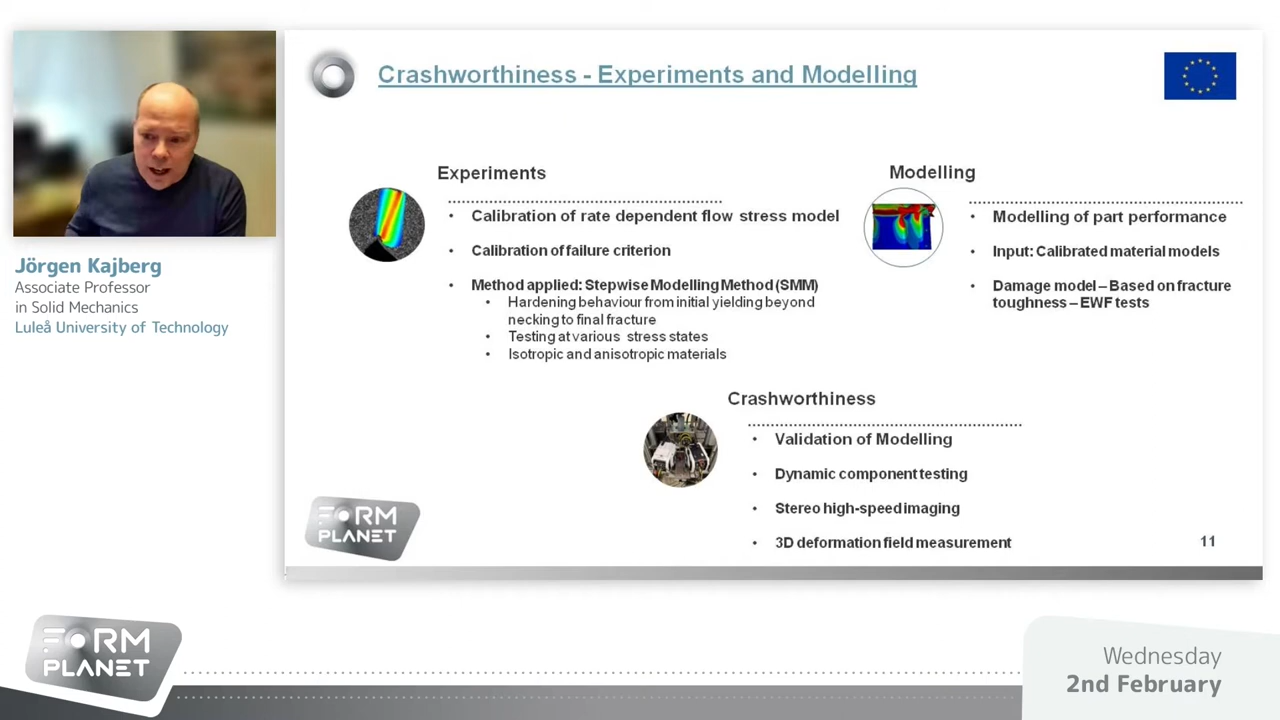 Crashworthiness - Experiments and Modelling
Jörgen Kajberg
Associate Professor
in Solid Mechanics
Luleå University of Technology
Experiments
• Calibration of rate dependent flow stress model
• Calibration of failure criterion
• Method applied: Stepwise Modelling Method (SMM)
• Hardening behaviour from initial yielding beyond
necking to final fracture
• Testing at various stress states
• Isotropic and anisotropic materials
Modelling
• Modelling of part performance
• Input: Calibrated material models
• Damage model – Based on fracture
toughness – EWF tests
Crashworthiness
• Validation of Modelling
• Dynamic component testing
• Stereo high-speed imaging
• 3D deformation field measurement
FORM
PLANET
11
FORM
PLANET
Wednesday
2nd February